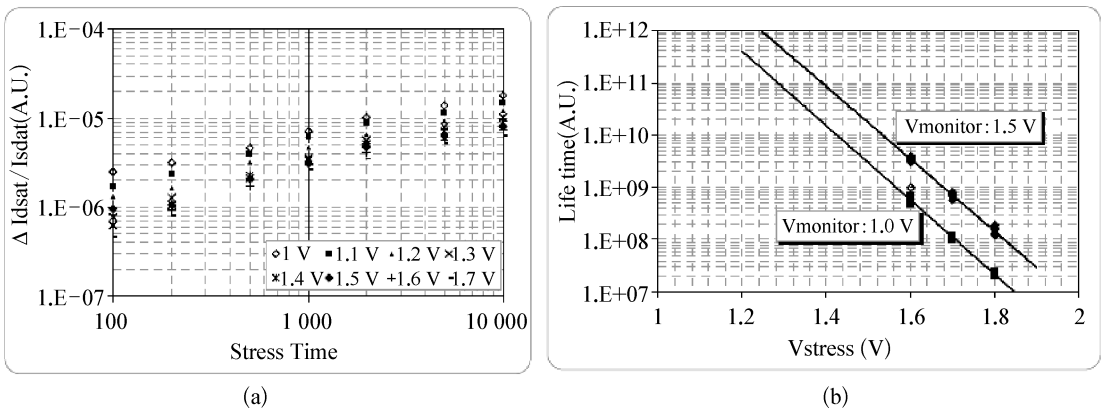 Δ Idsat/Isdat(A.U.)
1.E−04
1.E−05
1.E−06
1.E−07
100
1 000
10 000
Stress Time
1 V
1.1 V
1.2 V
1.3 V
1.4 V
1.5 V
1.6 V
1.7 V
(a)
Life time(A.U.)
1.E+12
1.E+11
1.E+10
1.E+09
1.E+08
1.E+07
1
1.2
1.4
1.6
1.8
2
Vstress (V)
Vmonitor: 1.5 V
Vmonitor: 1.0 V
(b)